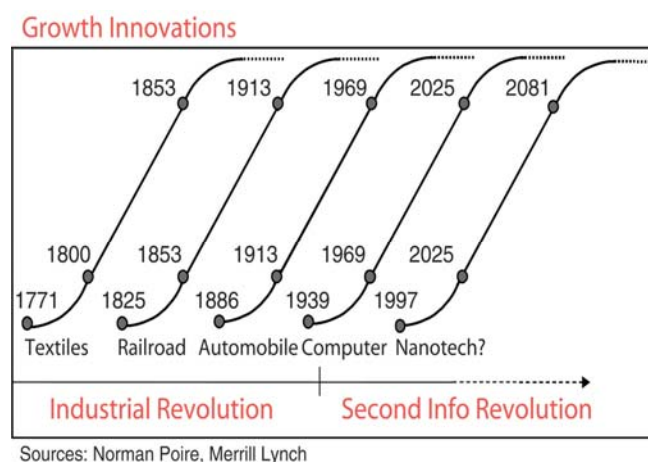 Growth Innovations
1853 1913 1969 2025 2081
1800 1853 1913 1969 2025
1771 1825 1886 1939 1997
Textiles Railroad Automobile Computer Nanotech?
Industrial Revolution Second Info Revolution
Sources: Norman Poire, Merrill Lynch